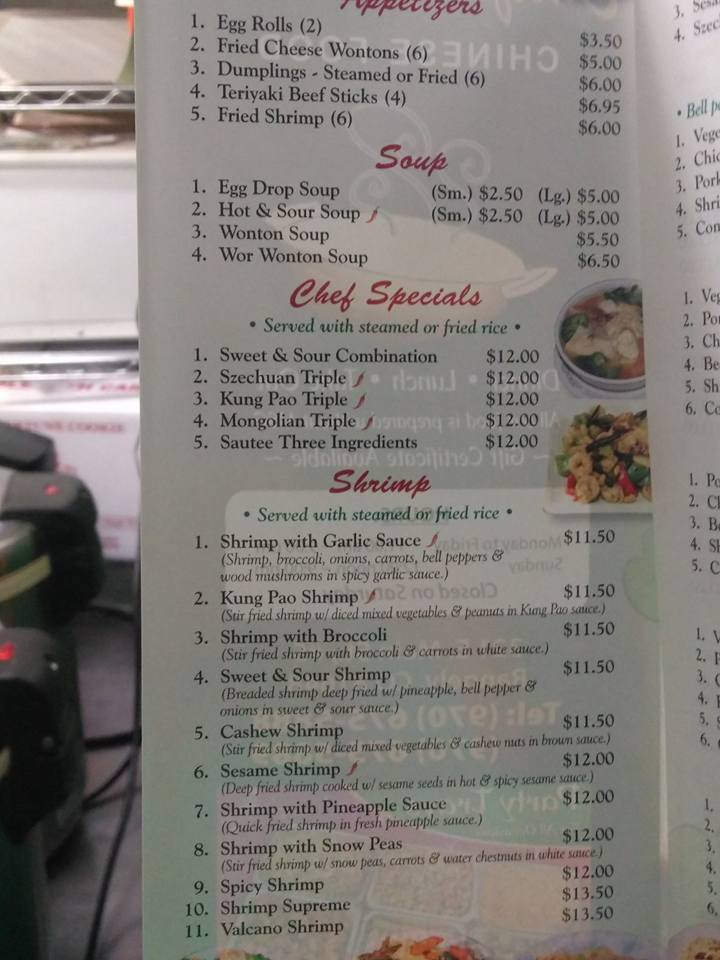 Appetizers
1. Egg Rolls (2) $3.50
2. Fried Cheese Wontons (6) $5.00
3. Dumplings - Steamed or Fried (6) $6.00
4. Teriyaki Beef Sticks (4) $6.95
5. Fried Shrimp (6) $6.00
Soup
1. Egg Drop Soup (Sm.) $2.50 (Lg.) $5.00
2. Hot & Sour Soup (Sm.) $2.50 (Lg.) $5.00
3. Wonton Soup $5.50
4. Wor Wonton Soup $6.50
Chef Specials
• Served with steamed or fried rice •
1. Sweet & Sour Combination $12.00
2. Szechuan Triple $12.00
3. Kung Pao Triple $12.00
4. Mongolian Triple $12.00
5. Sautee Three Ingredients $12.00
Shrimp
• Served with steamed or fried rice •
1. Shrimp with Garlic Sauce $11.50
(Shrimp, broccoli, onions, carrots, bell peppers &
wood mushrooms in spicy garlic sauce.)
2. Kung Pao Shrimp $11.50
(Stir fried shrimp w/ diced mixed vegetables & peanuts in Kung Pao sauce.)
3. Shrimp with Broccoli $11.50
(Stir fried shrimp with broccoli & carrots in white sauce.)
4. Sweet & Sour Shrimp $11.50
(Breaded shrimp deep fried w/ pineapple, bell pepper &
onions in sweet & sour sauce.)
5. Cashew Shrimp $11.50
(Stir fried shrimp w/ diced mixed vegetables & cashew nuts in brown sauce.)
6. Sesame Shrimp $12.00
(Deep fried shrimp cooked w/ sesame seeds in hot & spicy sesame sauce.)
7. Shrimp with Pineapple Sauce $12.00
(Quick fried shrimp in fresh pineapple sauce.)
8. Shrimp with Snow Peas $12.00
(Stir fried shrimp w/ snow peas, carrots & water chestnuts in white sauce.)
9. Spicy Shrimp $12.00
10. Shrimp Supreme $13.50
11. Valcano Shrimp $13.50